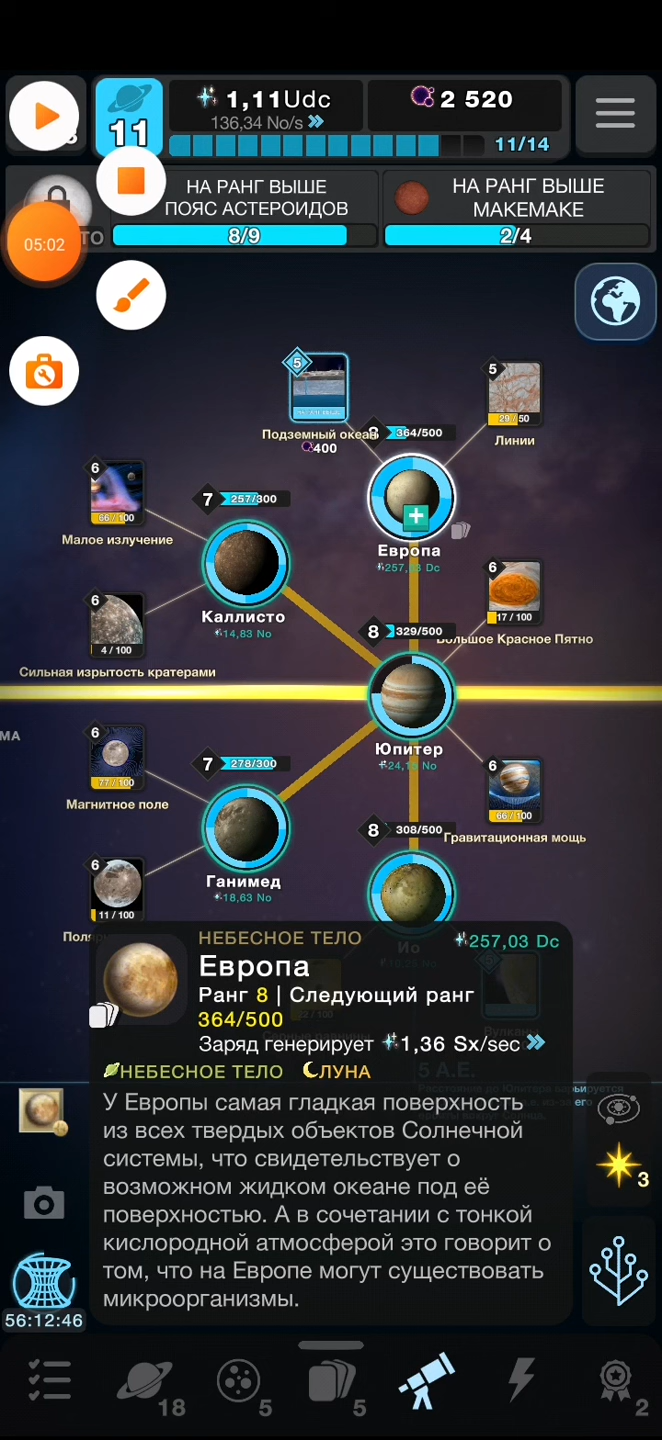 1,11Udc
2 520
136,34 No/s
11
11/14
НА РАНГ ВЫШЕ
ПОЯС АСТЕРОИДОВ
8/9
НА РАНГ ВЫШЕ
МАКЕМАКЕ
2/4
05:02
5
Подземный океан
400
364/500
5
29/50
Линии
6
66/100
Малое излучение
7
257/300
Европа
257,03 Dc
6
4/100
Сильная изрытость кратерами
Каллисто
14,83 No
6
17/100
Большое Красное Пятно
8
329/500
Юпитер
24,15 No
6
77/100
Магнитное поле
7
278/300
6
66/100
Гравитационная мощь
8
308/500
Ганимед
18,63 No
6
11/100
Ио
НЕБЕСНОЕ ТЕЛО
257,03 Dc
Европа
Ранг 8 | Следующий ранг
364/500
Заряд генерирует 1,36 Sx/sec
НЕБЕСНОЕ ТЕЛО ЛУНА
У Европы самая гладкая поверхность
из всех твердых объектов Солнечной
системы, что свидетельствует о
возможном жидком океане под её
поверхностью. А в сочетании с тонкой
кислородной атмосферой это говорит о
том, что на Европе могут существовать
микроорганизмы.
3
56:12:46
18
5
5
2